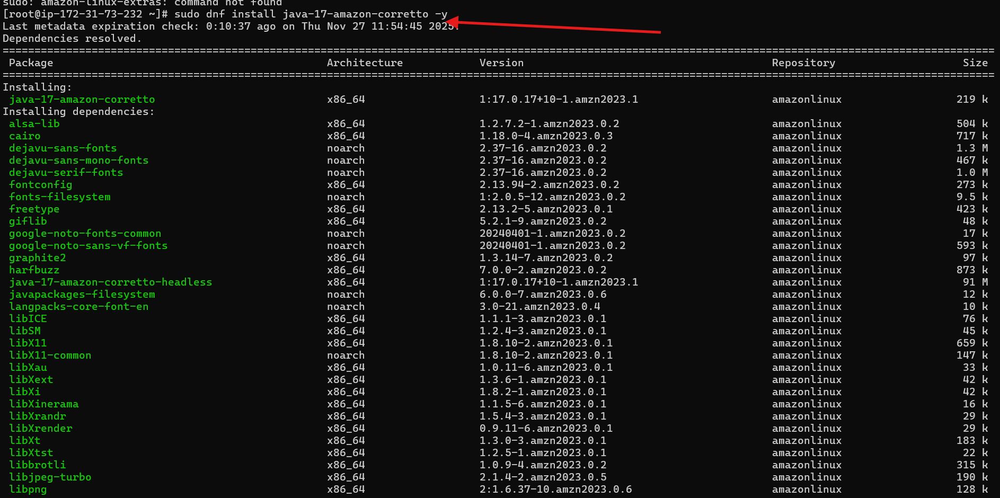 sudo: amazon-linux-extras: command not found
[root@ip-172-31-73-232 ~]# sudo dnf install java-17-amazon-corretto -y
Last metadata expiration check: 0:10:37 ago on Thu Nov 27 11:54:45 2025.
Dependencies resolved.
Package Architecture Version Repository Size
Installing:
java-17-amazon-corretto x86_64 1:17.0.17+10-1.amzn2023.1 amazonlinux 219 k
Installing dependencies:
alsa-lib x86_64 1.2.7.2-1.amzn2023.0.2 amazonlinux 504 k
cairo x86_64 1.18.0-4.amzn2023.0.3 amazonlinux 717 k
dejavu-sans-fonts noarch 2.37-16.amzn2023.0.2 amazonlinux 1.3 M
dejavu-sans-mono-fonts noarch 2.37-16.amzn2023.0.2 amazonlinux 467 k
dejavu-serif-fonts noarch 2.37-16.amzn2023.0.2 amazonlinux 1.0 M
fontconfig x86_64 2.13.94-2.amzn2023.0.2 amazonlinux 273 k
fonts-filesystem noarch 1:2.0.5-12.amzn2023.0.2 amazonlinux 9.5 k
freetype x86_64 2.13.2-5.amzn2023.0.1 amazonlinux 423 k
giflib x86_64 5.2.1-9.amzn2023.0.2 amazonlinux 48 k
google-noto-fonts-common noarch 20240401-1.amzn2023.0.2 amazonlinux 17 k
google-noto-sans-vf-fonts noarch 20240401-1.amzn2023.0.2 amazonlinux 593 k
graphite2 x86_64 1.3.14-7.amzn2023.0.2 amazonlinux 97 k
harfbuzz x86_64 7.0.0-2.amzn2023.0.2 amazonlinux 873 k
java-17-amazon-corretto-headless x86_64 1:17.0.17+10-1.amzn2023.1 amazonlinux 91 M
javapackages-filesystem noarch 6.0.0-7.amzn2023.0.6 amazonlinux 12 k
langpacks-core-font-en noarch 3.0-21.amzn2023.0.4 amazonlinux 10 k
libICE x86_64 1.1.1-3.amzn2023.0.1 amazonlinux 76 k
libSM x86_64 1.2.4-3.amzn2023.0.1 amazonlinux 45 k
libX11 x86_64 1.8.10-2.amzn2023.0.1 amazonlinux 659 k
libX11-common noarch 1.8.10-2.amzn2023.0.1 amazonlinux 147 k
libXau x86_64 1.0.11-6.amzn2023.0.1 amazonlinux 33 k
libXext x86_64 1.3.6-1.amzn2023.0.1 amazonlinux 42 k
libXi x86_64 1.8.2-1.amzn2023.0.1 amazonlinux 42 k
libXinerama x86_64 1.1.5-6.amzn2023.0.1 amazonlinux 16 k
libXrandr x86_64 1.5.4-3.amzn2023.0.1 amazonlinux 29 k
libXrender x86_64 0.9.11-6.amzn2023.0.1 amazonlinux 29 k
libXt x86_64 1.3.0-3.amzn2023.0.1 amazonlinux 183 k
libXtst x86_64 1.2.5-1.amzn2023.0.1 amazonlinux 22 k
libbrotli x86_64 1.0.9-4.amzn2023.0.2 amazonlinux 315 k
libjpeg-turbo x86_64 2.1.4-2.amzn2023.0.5 amazonlinux 190 k
libpng x86_64 2:1.6.37-10.amzn2023.0.6 amazonlinux 128 k